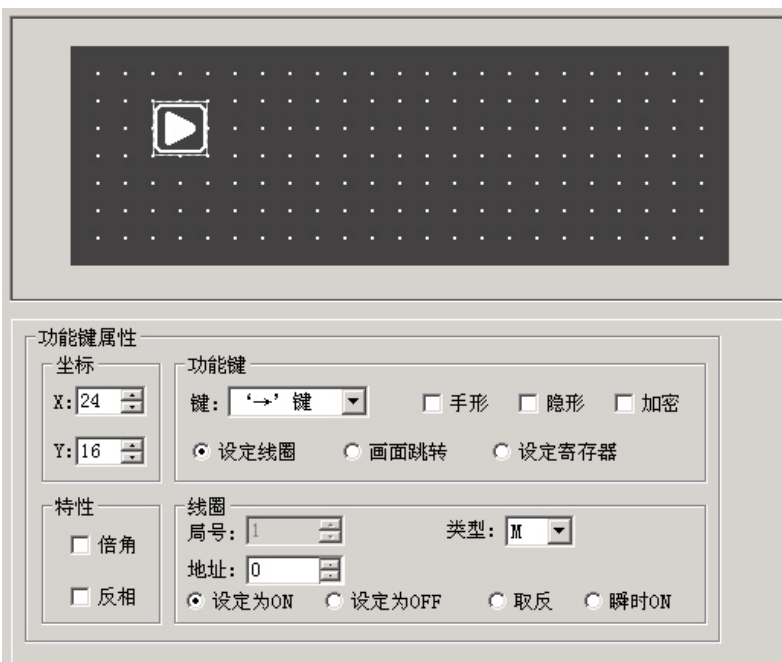 功能键属性
坐标
X: 24
Y: 16
功能键
键: ‘→’键
手形
隐形
加密
设定线圈
画面跳转
设定寄存器
特性
倍角
反相
线圈
局号: 1
类型: M
地址: 0
设定为ON
设定为OFF
取反
瞬时ON